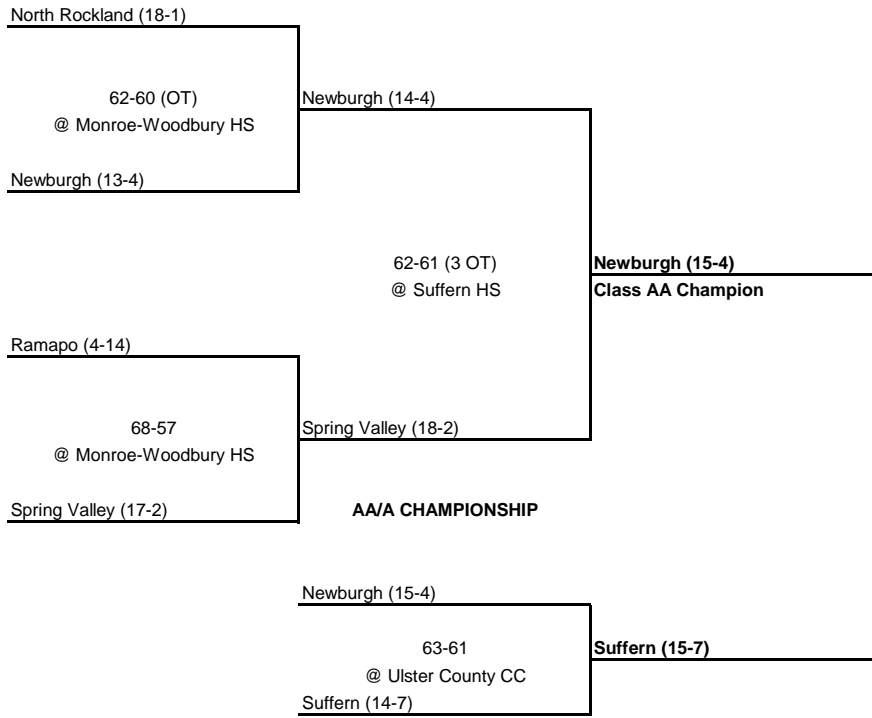 North Rockland (18-1)
62-60 (OT)
@ Monroe-Woodbury HS
Newburgh (14-4)
Newburgh (13-4)
62-61 (3 OT)
@ Suffern HS
Newburgh (15-4)
Class AA Champion
Ramapo (4-14)
68-57
@ Monroe-Woodbury HS
Spring Valley (18-2)
Spring Valley (17-2)
AA/A CHAMPIONSHIP
Newburgh (15-4)
63-61
@ Ulster County CC
Suffern (15-7)
Suffern (14-7)